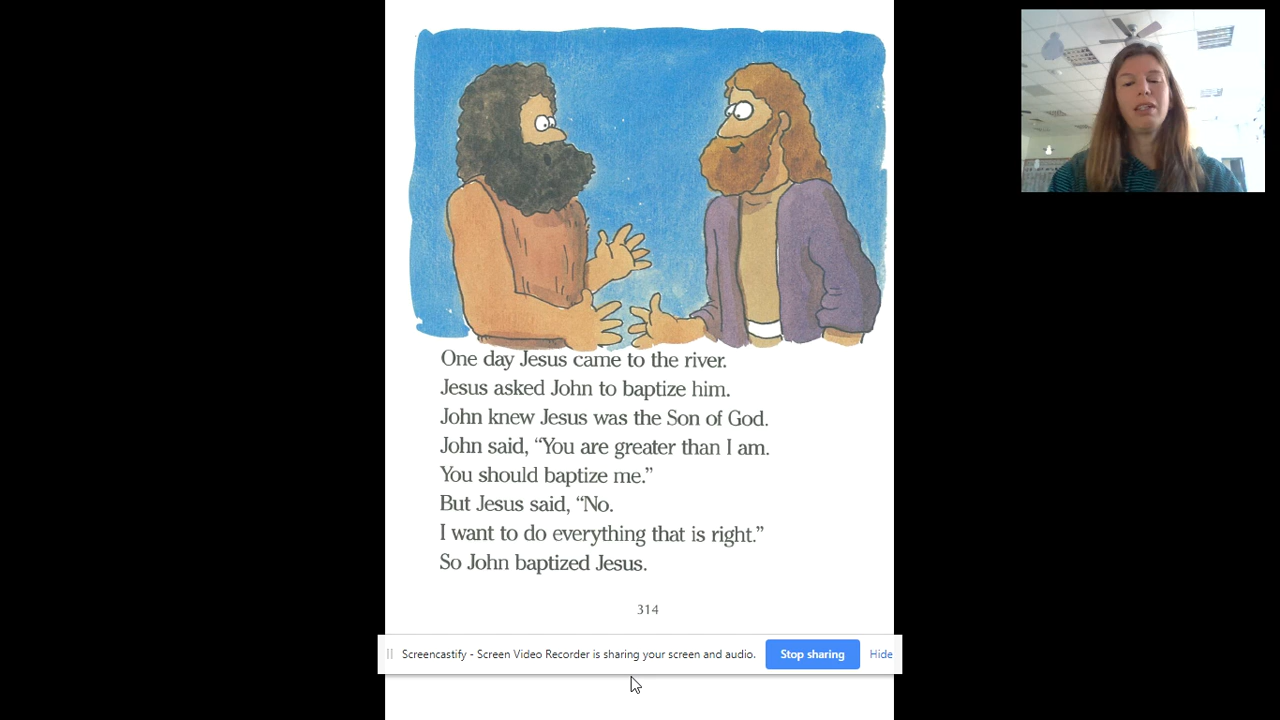 One day Jesus came to the river.
Jesus asked John to baptize him.
John knew Jesus was the Son of God.
John said, “You are greater than I am.
You should baptize me.”
But Jesus said, “No.
I want to do everything that is right.”
So John baptized Jesus.
314
Screencastify - Screen Video Recorder is sharing your screen and audio. Stop sharing Hide